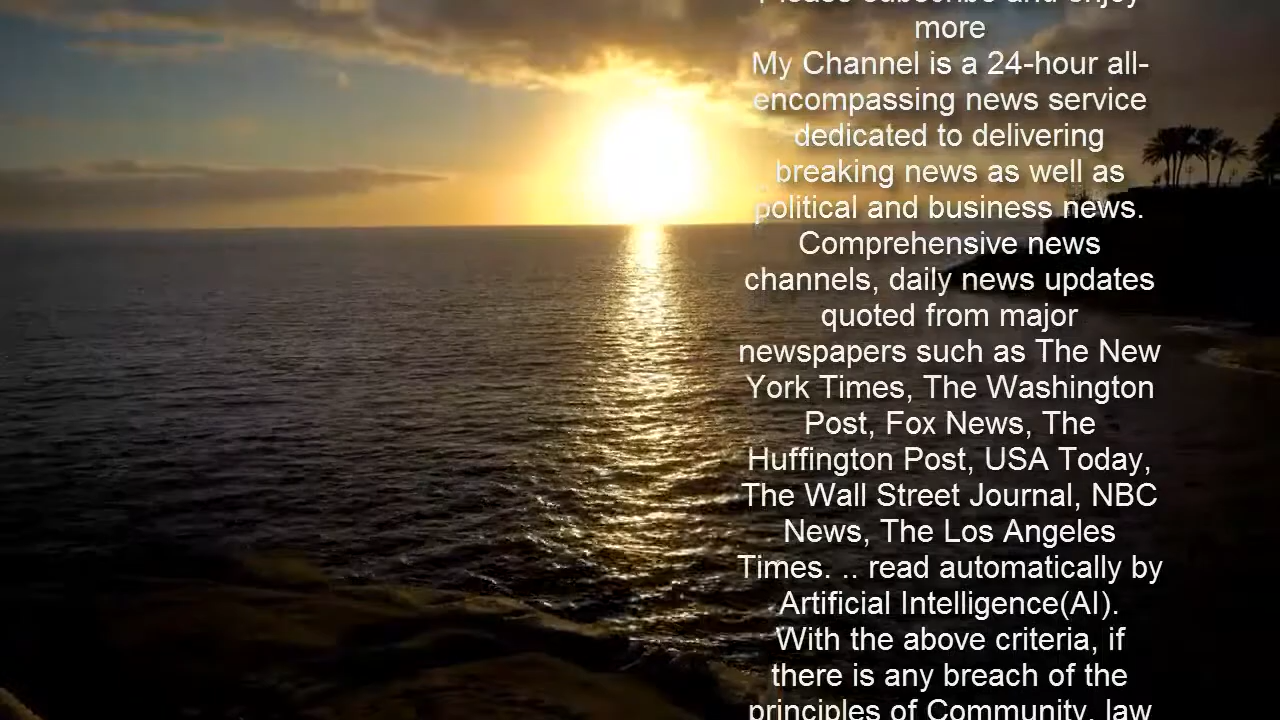 Please subscribe and enjoy
more
My Channel is a 24-hour all-
encompassing news service
dedicated to delivering
breaking news as well as
political and business news.
Comprehensive news
channels, daily news updates
quoted from major
newspapers such as The New
York Times, The Washington
Post, Fox News, The
Huffington Post, USA Today,
The Wall Street Journal, NBC
News, The Los Angeles
Times. .. read automatically by
Artificial Intelligence(AI).
With the above criteria, if
there is any breach of the
principles of Community, law